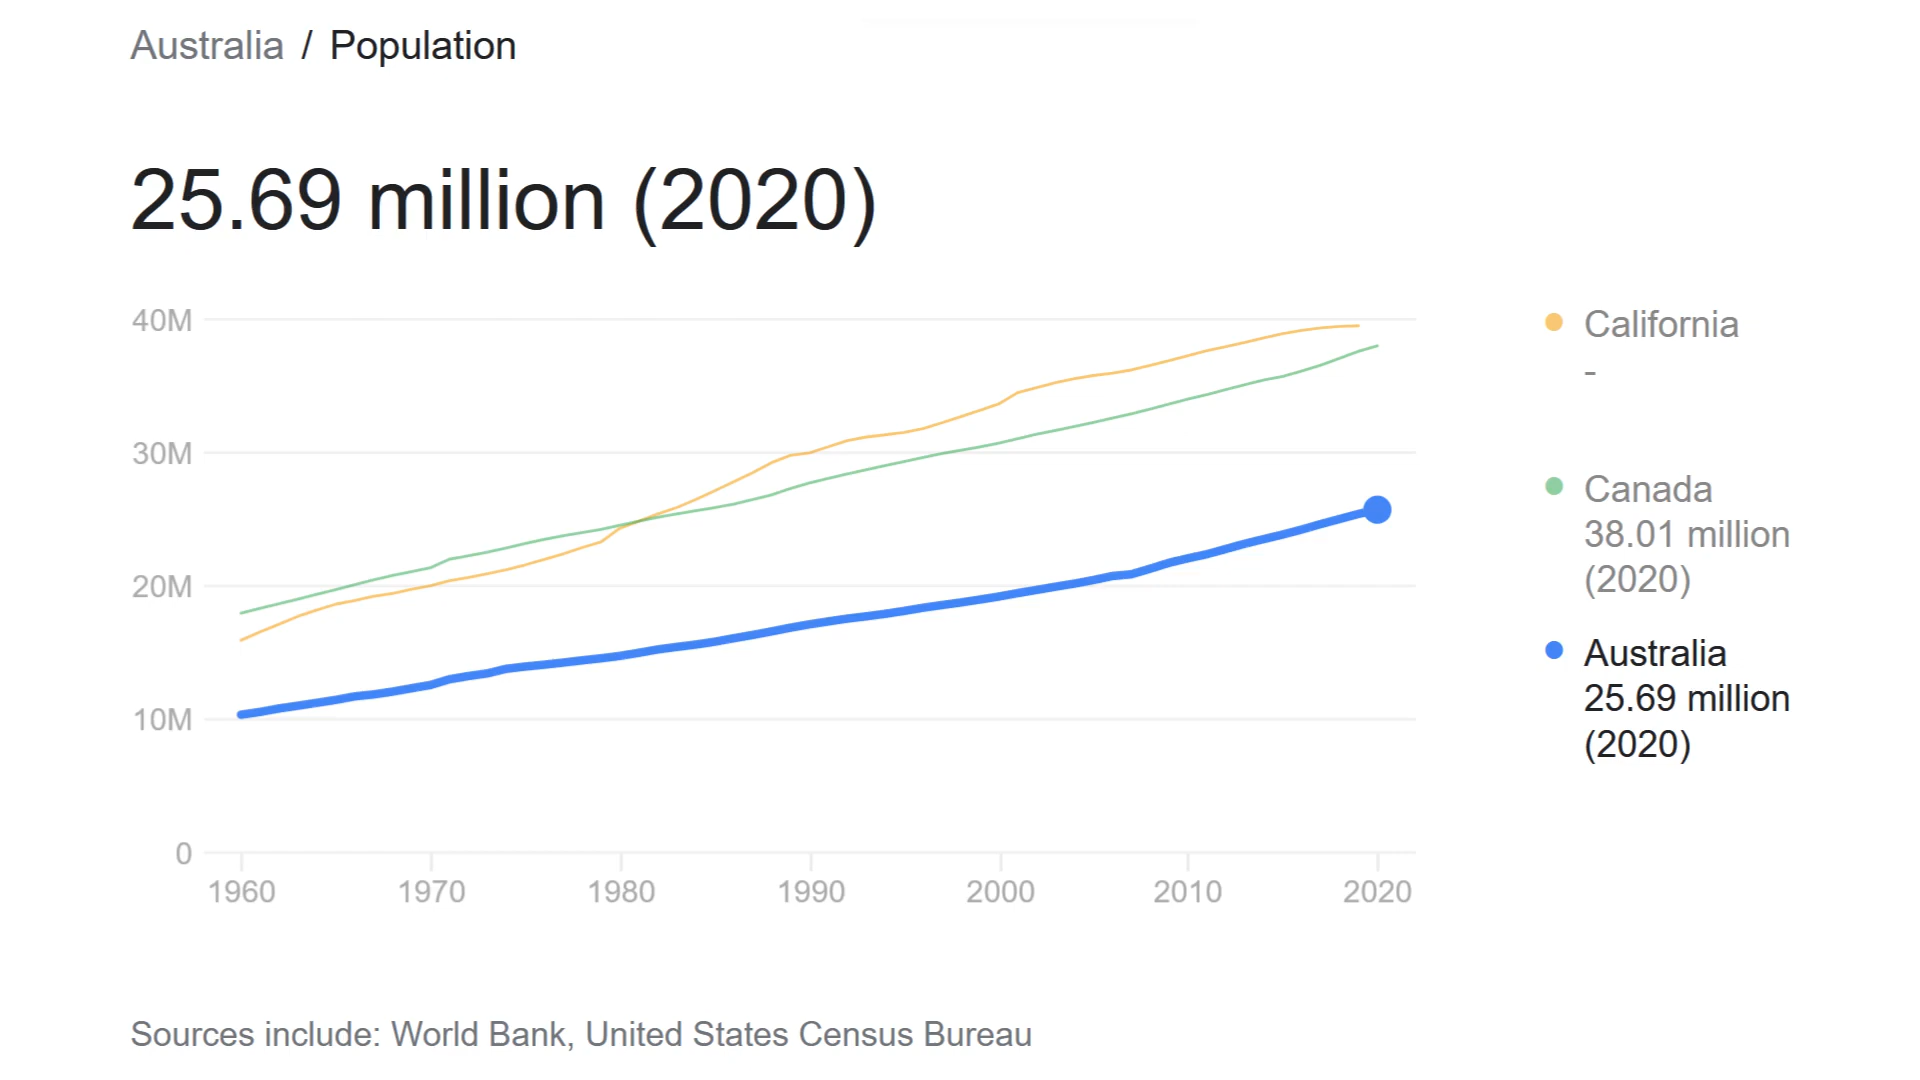 Australia / Population
25.69 million (2020)
40M
30M
20M
10M
0
1960 1970 1980 1990 2000 2010 2020
California
-
Canada
38.01 million
(2020)
Australia
25.69 million
(2020)
Sources include: World Bank, United States Census Bureau